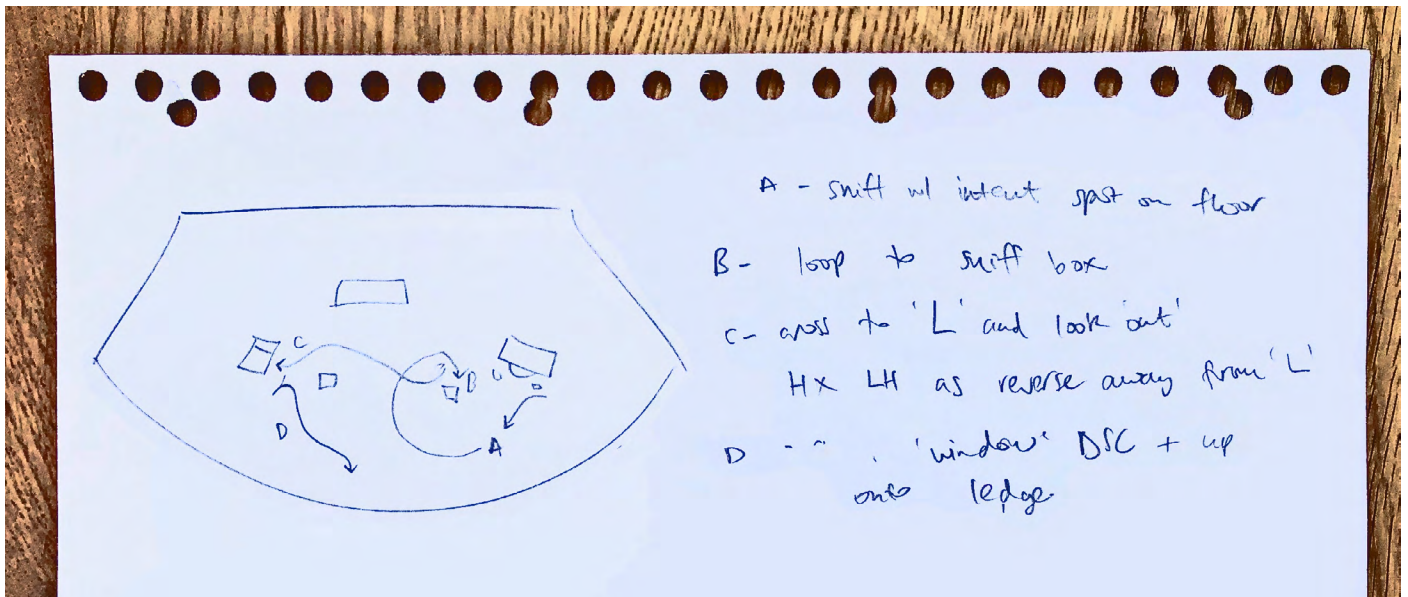 A - sniff w/ intent spot on floor
B - loop to sniff box
C - cross to 'L' and look 'out'
HX LH as reverse away from 'L'
D - " . 'window' DSC + up
onto ledge
C
B
D
A